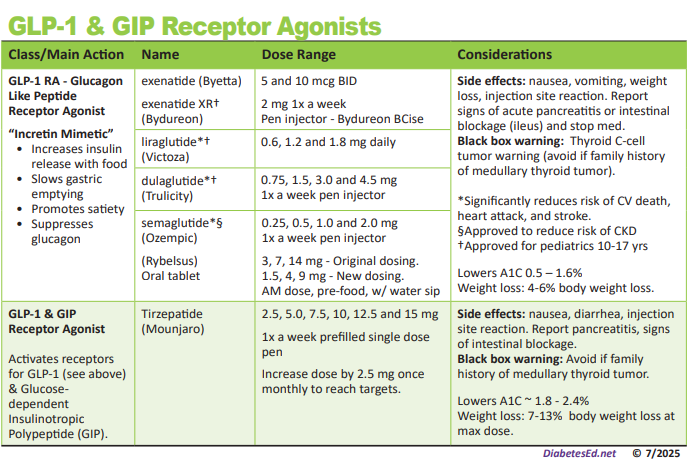 GLP-1 & GIP Receptor Agonists
Class/Main Action
Name
Dose Range
Considerations
GLP-1 RA - Glucagon
Like Peptide
Receptor Agonist
“Incretin Mimetic”
• Increases insulin
release with food
• Slows gastric
emptying
• Promotes satiety
• Suppresses
glucagon
exenatide (Byetta)
5 and 10 mcg BID
exenatide XR†
(Bydureon)
2 mg 1x a week
Pen injector - Bydureon BCise
liraglutide*†
(Victoza)
0.6, 1.2 and 1.8 mg daily
dulaglutide*†
(Trulicity)
0.75, 1.5, 3.0 and 4.5 mg
1x a week pen injector
semaglutide*§
(Ozempic)
0.25, 0.5, 1.0 and 2.0 mg
1x a week pen injector
(Rybelsus)
Oral tablet
3, 7, 14 mg - Original dosing.
1.5, 4, 9 mg - New dosing.
AM dose, pre-food, w/ water sip
Side effects: nausea, vomiting, weight
loss, injection site reaction. Report
signs of acute pancreatitis or intestinal
blockage (ileus) and stop med.
Black box warning: Thyroid C-cell
tumor warning (avoid if family history
of medullary thyroid tumor).
*Significantly reduces risk of CV death,
heart attack, and stroke.
§Approved to reduce risk of CKD
†Approved for pediatrics 10-17 yrs
Lowers A1C 0.5 – 1.6%
Weight loss: 4-6% body weight loss.
GLP-1 & GIP
Receptor Agonist
Activates receptors
for GLP-1 (see above)
& Glucose-
dependent
Insulinotropic
Polypeptide (GIP).
Tirzepatide
(Mounjaro)
2.5, 5.0, 7.5, 10, 12.5 and 15 mg
1x a week prefilled single dose
pen
Increase dose by 2.5 mg once
monthly to reach targets.
Side effects: nausea, diarrhea, injection
site reaction. Report pancreatitis, signs
of intestinal blockage.
Black box warning: Avoid if family
history of medullary thyroid tumor.
Lowers A1C ~ 1.8 - 2.4%
Weight loss: 7-13% body weight loss at
max dose.
DiabetesEd.net © 7/2025